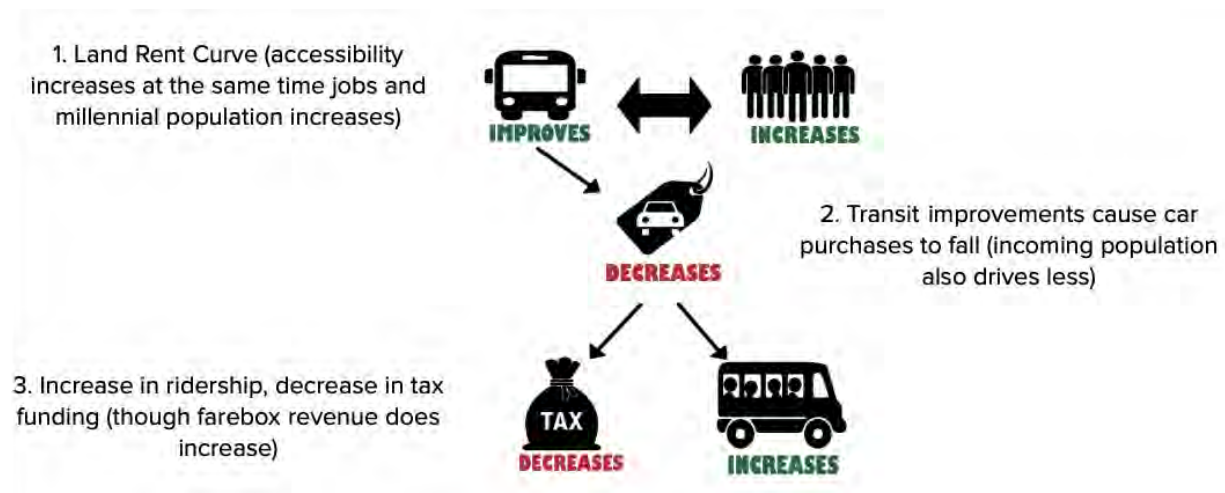 1. Land Rent Curve (accessibility
increases at the same time jobs and
millennial population increases)
IMPROVES
INCREASES
2. Transit improvements cause car
purchases to fall (incoming population
also drives less)
DECREASES
3. Increase in ridership, decrease in tax
funding (though farebox revenue does
increase)
TAX
DECREASES
INCREASES